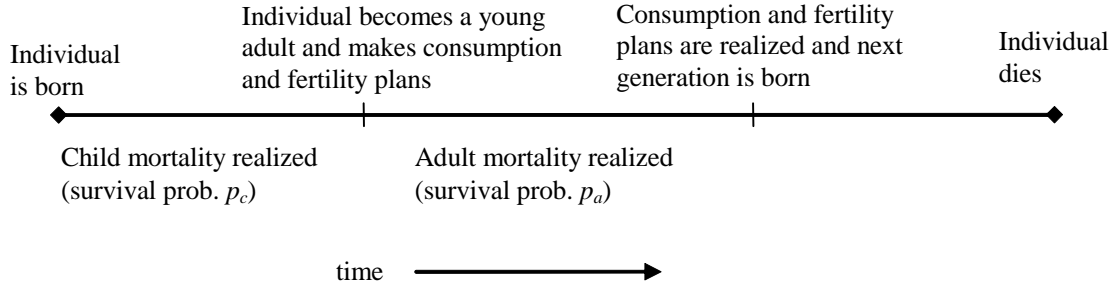 Individual
is born
Individual becomes a young
adult and makes consumption
and fertility plans
Consumption and fertility
plans are realized and next
generation is born
Individual
dies
Child mortality realized
(survival prob. pc)
Adult mortality realized
(survival prob. pa)
time